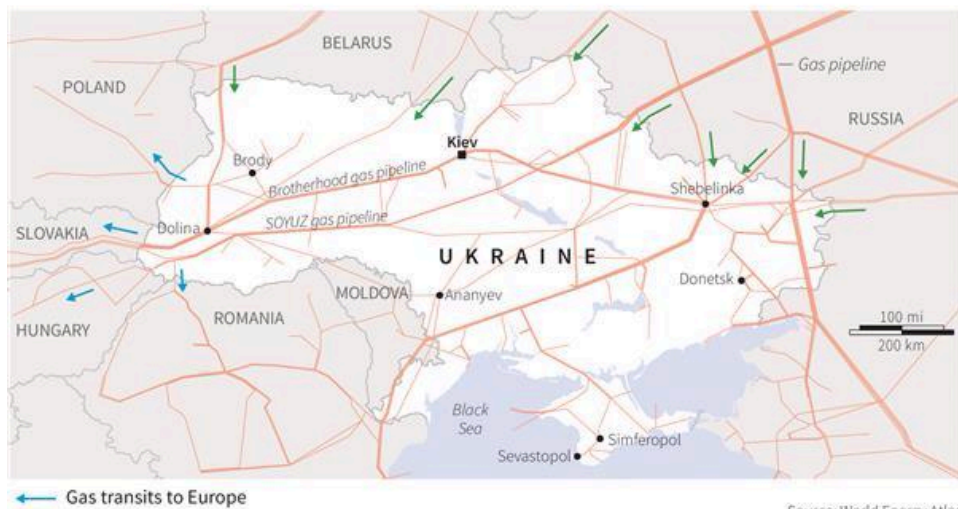 BELARUS
POLAND
Gas pipeline
RUSSIA
Kiev
Brody
Brotherhood gas pipeline
Shebelinka
SOYUZ gas pipeline
Dolina
SLOVAKIA
UKRAINE
Donetsk
MOLDOVA
Ananyev
ROMANIA
HUNGARY
100 mi
200 km
Black
Sea
Simferopol
Sevastopol
Gas transits to Europe